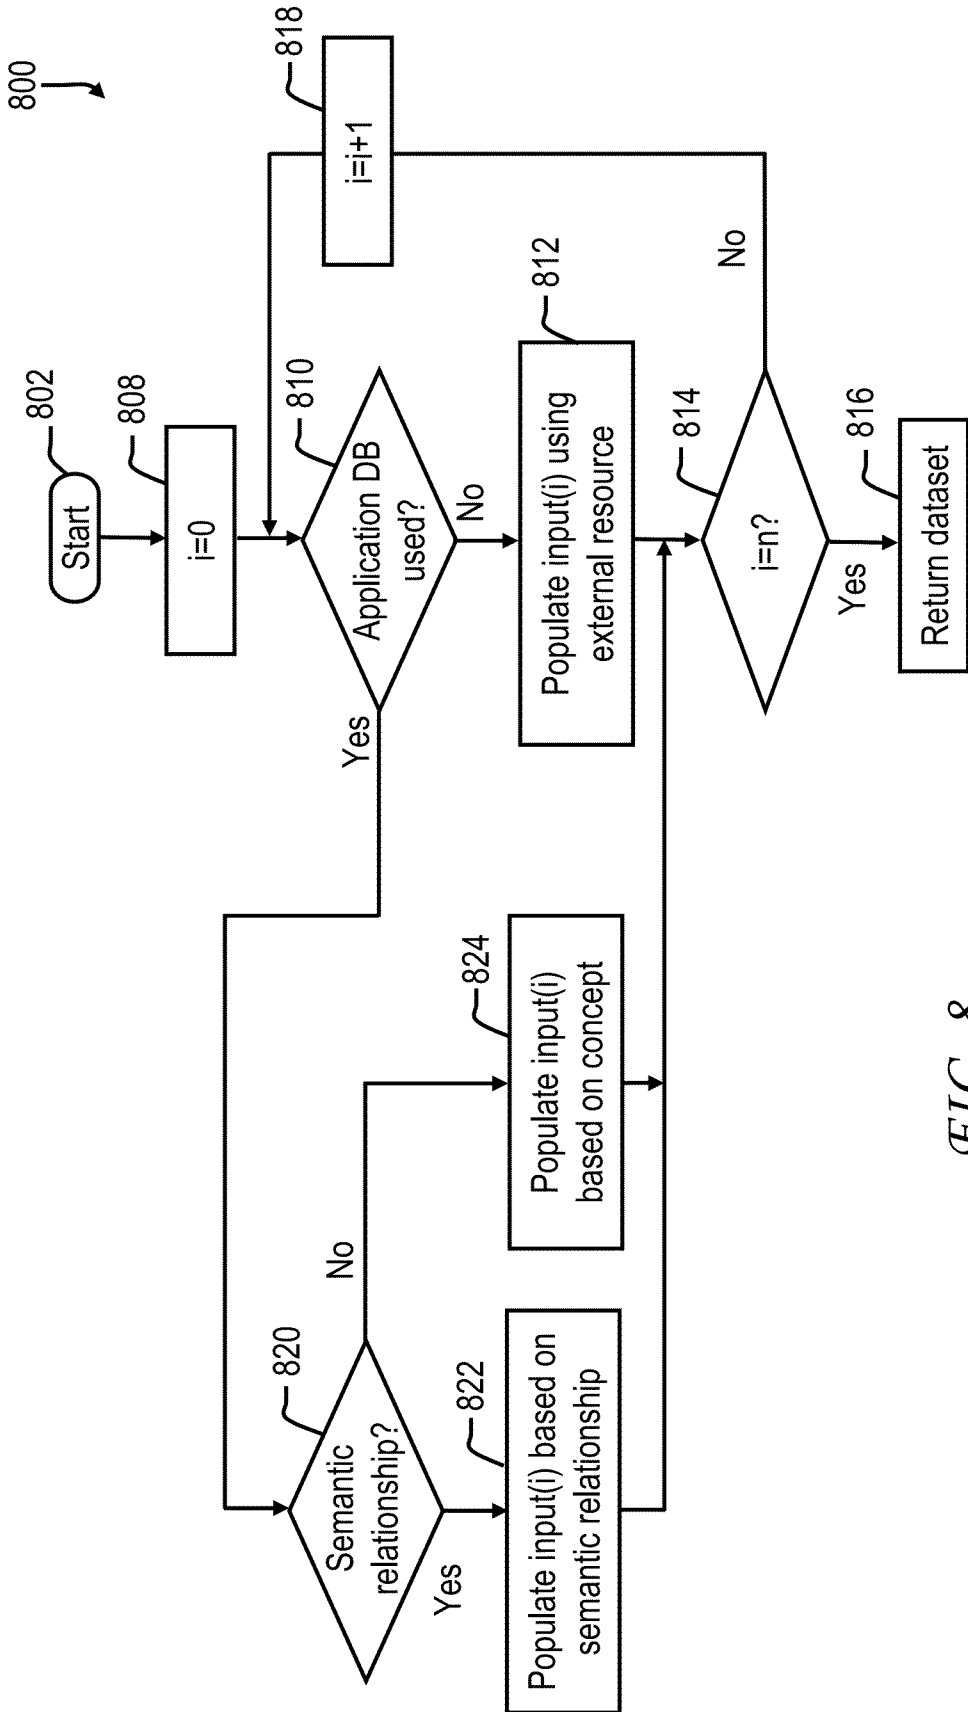 800
Start
802
i=0
808
i=i+1
818
Application DB
used?
810
Yes
No
Semantic
relationship?
820
No
Yes
Populate input(i) based on
semantic relationship
822
Populate input(i)
based on concept
824
Populate input(i) using
external resource
812
i=n?
814
No
Yes
Return dataset
816
FIG. 8